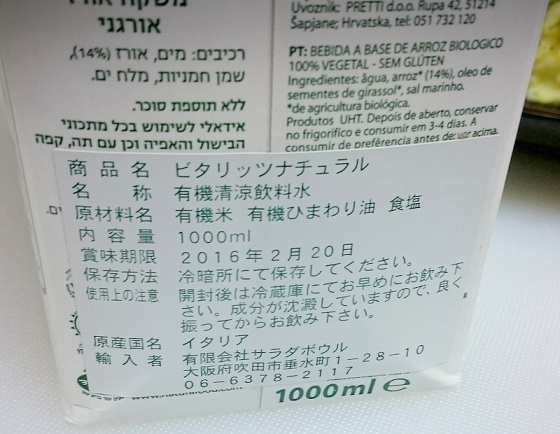 משקה אורז
אורגני
רכיבים: מים, אורז (14%),
שמן חמניות, מלח ים.
ללא תוספת סוכר.
אידאלי לשימוש בכל מתכוני
הבישול והאפיה וכן עם תה, קפה
Uvoznik: PRETTI d.o.o. Rupa 42, 51214
Šapjane; Hrvatska, tel: 051 732 120
PT: BEBIDA A BASE DE ARROZ BIOLOGICO
100% VEGETAL - SEM GLÚTEN
Ingredientes: água, arroz* (14%), oleo de
sementes de girassol*, sal marinho.
*de agricultura biológica.
Produtos UHT. Depois de aberto, conservar
no frigorifico e consumir em 3-4 dias. A
consumir de preferência antes de: ver acima.
商品名 ビタリッツナチュラル
名称 有機清涼飲料水
原材料名 有機米 有機ひまわり油 食塩
内容量 1000ml
賞味期限 2016年2月20日
保存方法 冷暗所にて保存してください。
使用上の注意 開封後は冷蔵庫にてお早めにお飲み下
さい。成分が沈澱していますので、良く
振ってからお飲み下さい。
原産国名 イタリア
輸入者 有限会社サラダボウル
大阪府吹田市垂水町1-28-10
06-6378-2117
1000ml e